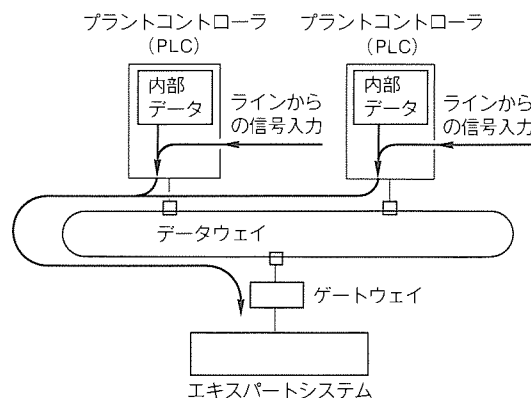 プラントコントローラ
(PLC)
プラントコントローラ
(PLC)
内部
データ
ラインから
の信号入力
内部
データ
ラインから
の信号入力
データウェイ
ゲートウェイ
エキスパートシステム